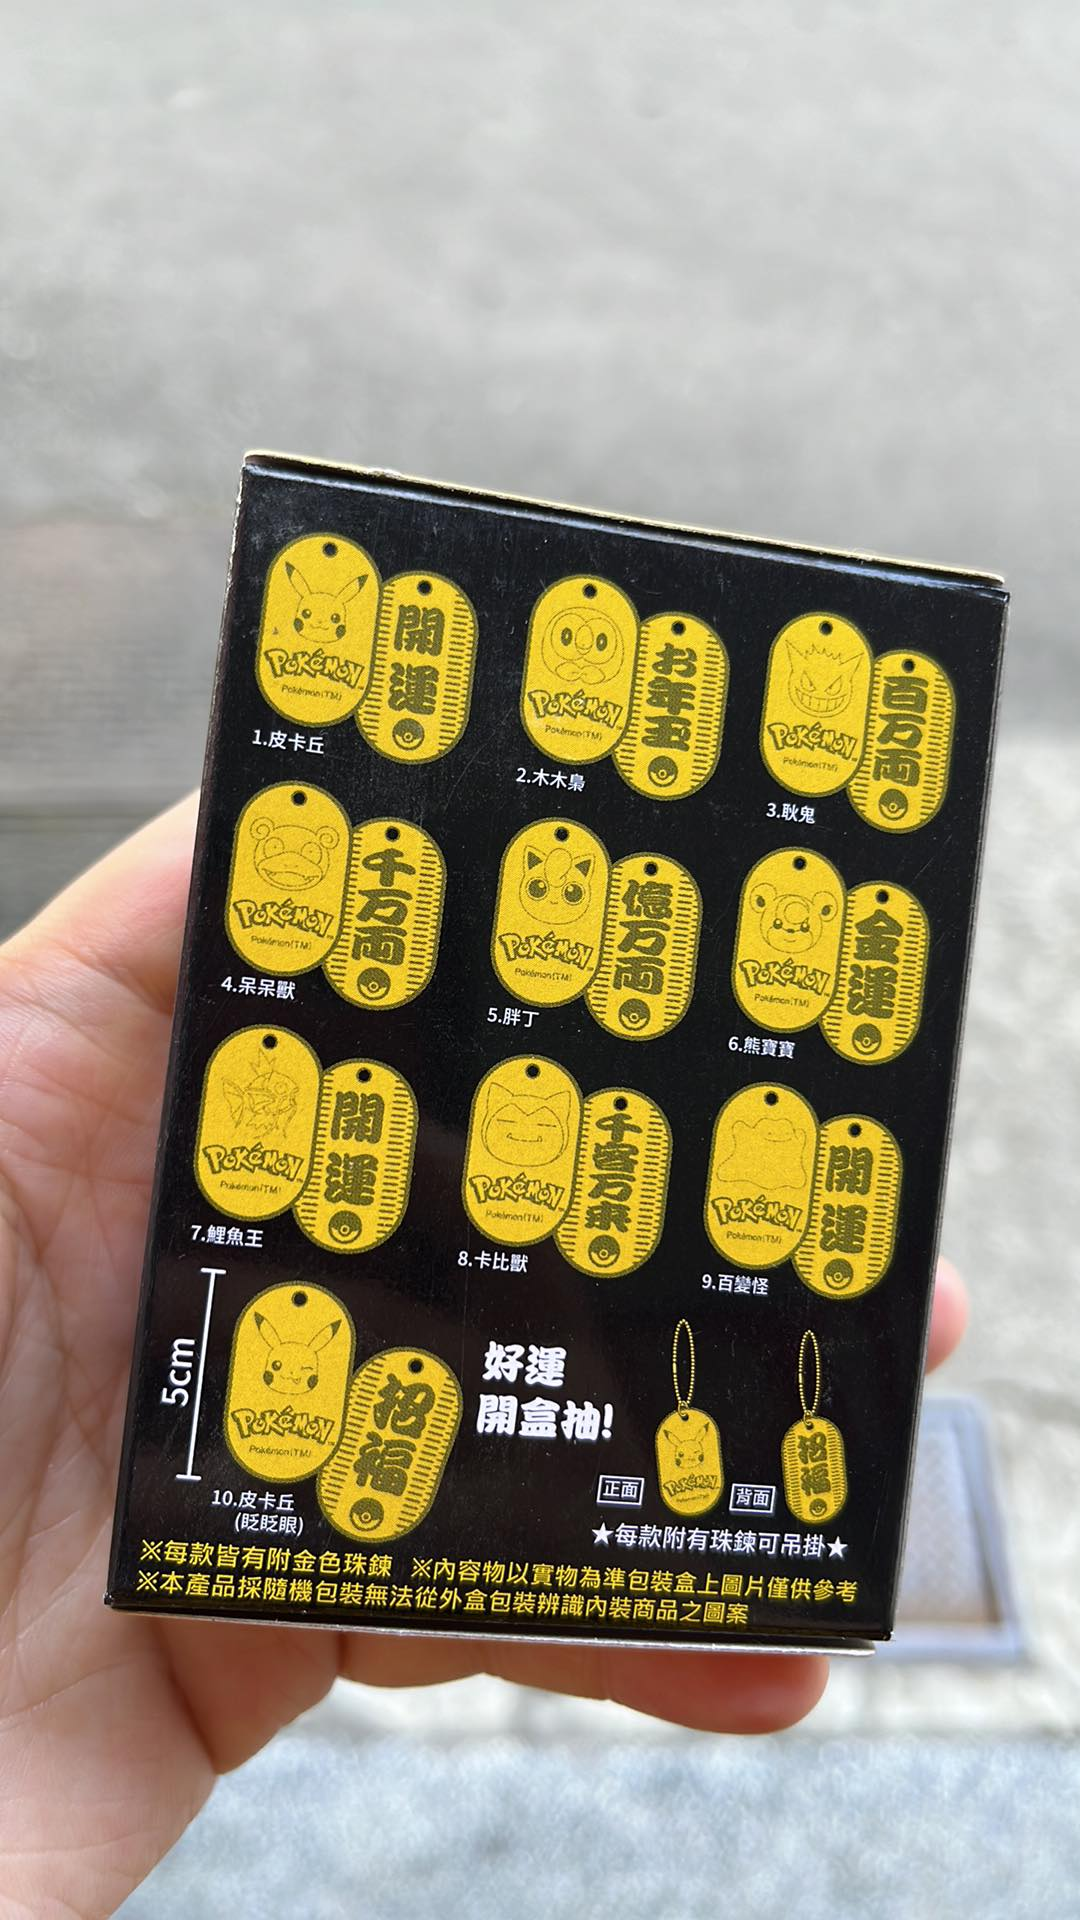 Pokémon
Pokémon(TM)
開運
1.皮卡丘
Pokémon
Pokémon(TM)
お年玉
2.木木梟
Pokémon
Pokémon(TM)
百万両
3.耿鬼
Pokémon
Pokémon(TM)
千万両
4.呆呆獸
Pokémon
Pokémon(TM)
億万両
5.胖丁
Pokémon
Pokémon(TM)
金運
6.熊寶寶
Pokémon
Pokémon(TM)
開運
7.鯉魚王
Pokémon
Pokémon(TM)
千客万来
8.卡比獸
Pokémon
Pokémon(TM)
開運
9.百變怪
5cm
Pokémon
Pokémon(TM)
招福
10.皮卡丘
(眨眨眼)
好運
開盒抽!
正面
Pokémon
Pokémon(TM)
背面
招福
★每款附有珠鍊可吊掛★
※每款皆有附金色珠鍊 ※內容物以實物為準包裝盒上圖片僅供參考
※本產品採隨機包裝無法從外盒包裝辨識內裝商品之圖案